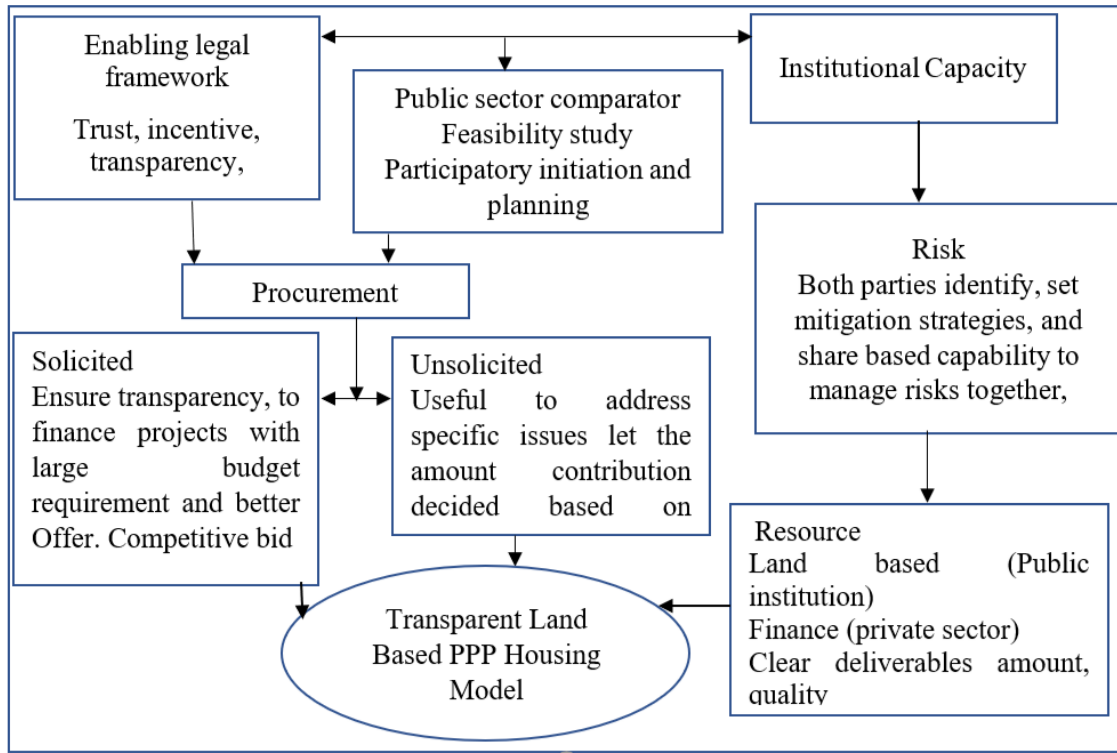 Enabling legal
framework
Trust, incentive,
transparency,
Public sector comparator
Feasibility study
Participatory initiation and
planning
Institutional Capacity
Procurement
Risk
Both parties identify, set
mitigation strategies, and
share based capability to
manage risks together,
Solicited
Ensure transparency, to
finance projects with
large budget
requirement and better
Offer. Competitive bid
Unsolicited
Useful to address
specific issues let the
amount contribution
decided based on
Resource
Land based (Public
institution)
Finance (private sector)
Clear deliverables amount,
quality
Transparent Land
Based PPP Housing
Model